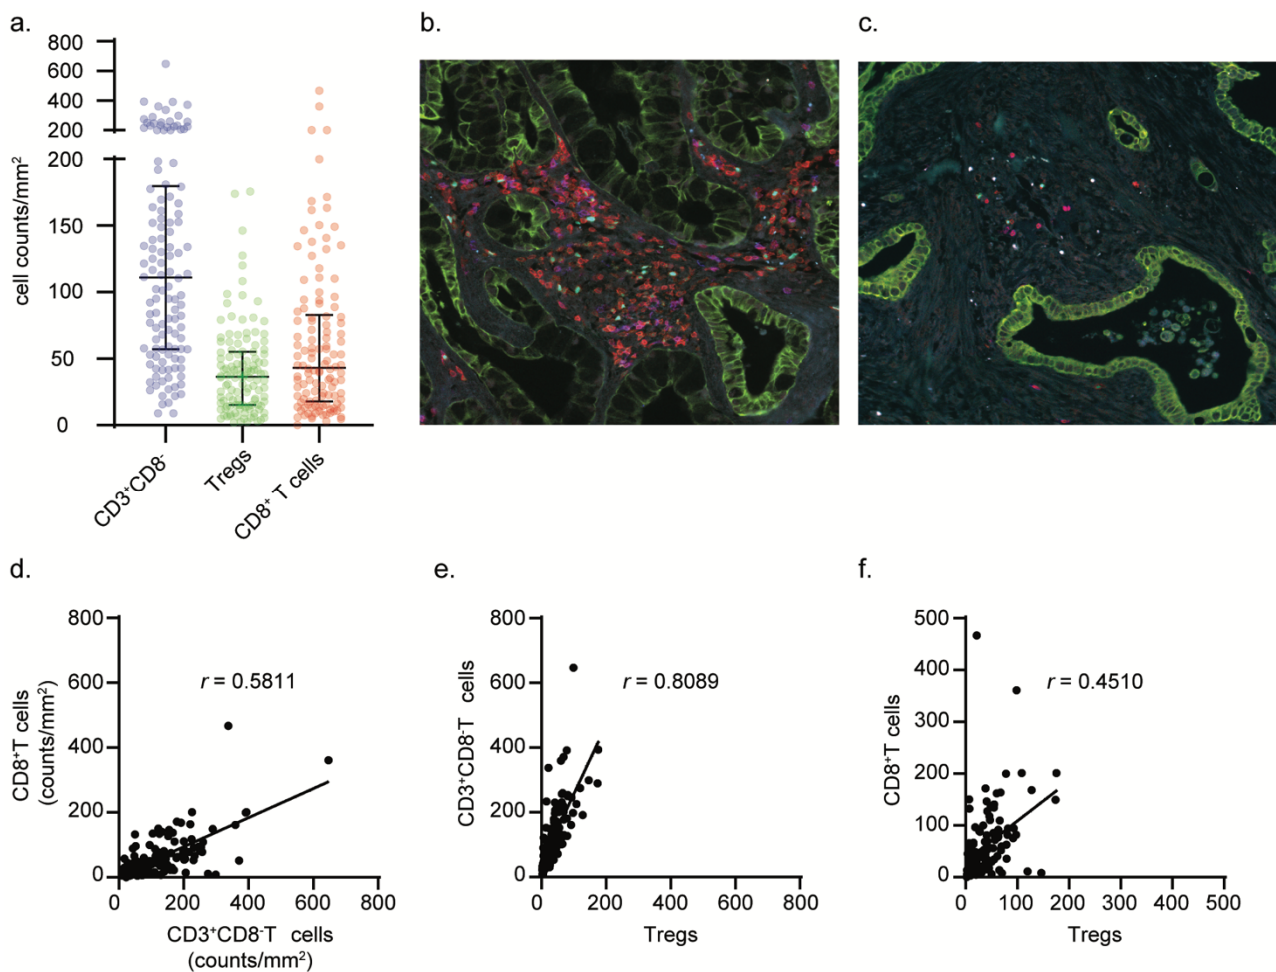 a.
800
600
400
200
200
150
100
50
0
cell counts/mm²
CD3⁺CD8⁻
Tregs
CD8⁺ T cells
b.
c.
d.
800
600
400
200
0
CD8⁺T cells
(counts/mm²)
r = 0.5811
0 200 400 600 800
CD3⁺CD8⁻T cells
(counts/mm²)
e.
800
600
400
200
0
CD3⁺CD8⁻T cells
r = 0.8089
0 200 400 600 800
Tregs
f.
500
400
300
200
100
0
CD8⁺T cells
r = 0.4510
0 100 200 300 400 500
Tregs